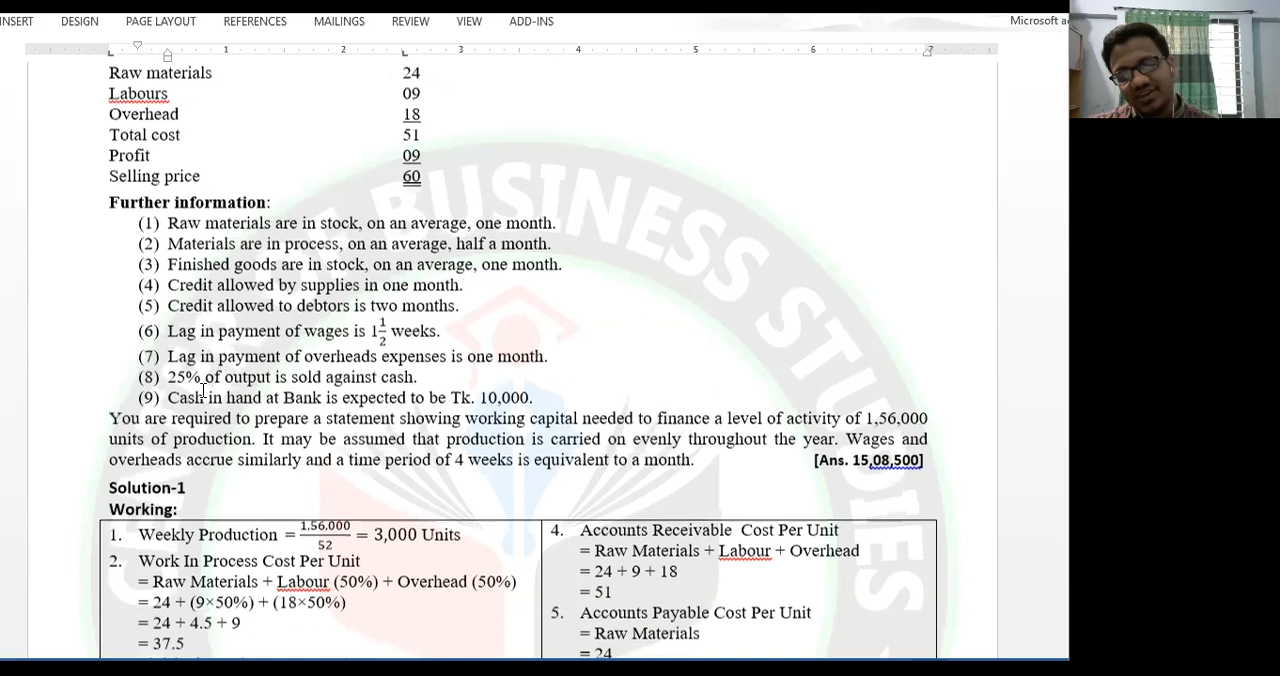 INSERT DESIGN PAGE LAYOUT REFERENCES MAILINGS REVIEW VIEW ADD-INS Microsoft a
1 2 3 4 5 6 7
Raw materials 24
Labours 09
Overhead 18
Total cost 51
Profit 09
Selling price 60
Further information:
(1) Raw materials are in stock, on an average, one month.
(2) Materials are in process, on an average, half a month.
(3) Finished goods are in stock, on an average, one month.
(4) Credit allowed by supplies in one month.
(5) Credit allowed to debtors is two months.
(6) Lag in payment of wages is 1 1/2 weeks.
(7) Lag in payment of overheads expenses is one month.
(8) 25% of output is sold against cash.
(9) Cash in hand at Bank is expected to be Tk. 10,000.
You are required to prepare a statement showing working capital needed to finance a level of activity of 1,56,000
units of production. It may be assumed that production is carried on evenly throughout the year. Wages and
overheads accrue similarly and a time period of 4 weeks is equivalent to a month. [Ans. 15,08,500]
Solution-1
Working:
1. Weekly Production = 1,56,000/52 = 3,000 Units
2. Work In Process Cost Per Unit
= Raw Materials + Labour (50%) + Overhead (50%)
= 24 + (9×50%) + (18×50%)
= 24 + 4.5 + 9
= 37.5
4. Accounts Receivable Cost Per Unit
= Raw Materials + Labour + Overhead
= 24 + 9 + 18
= 51
5. Accounts Payable Cost Per Unit
= Raw Materials
= 24
BUSINESS STUDIES